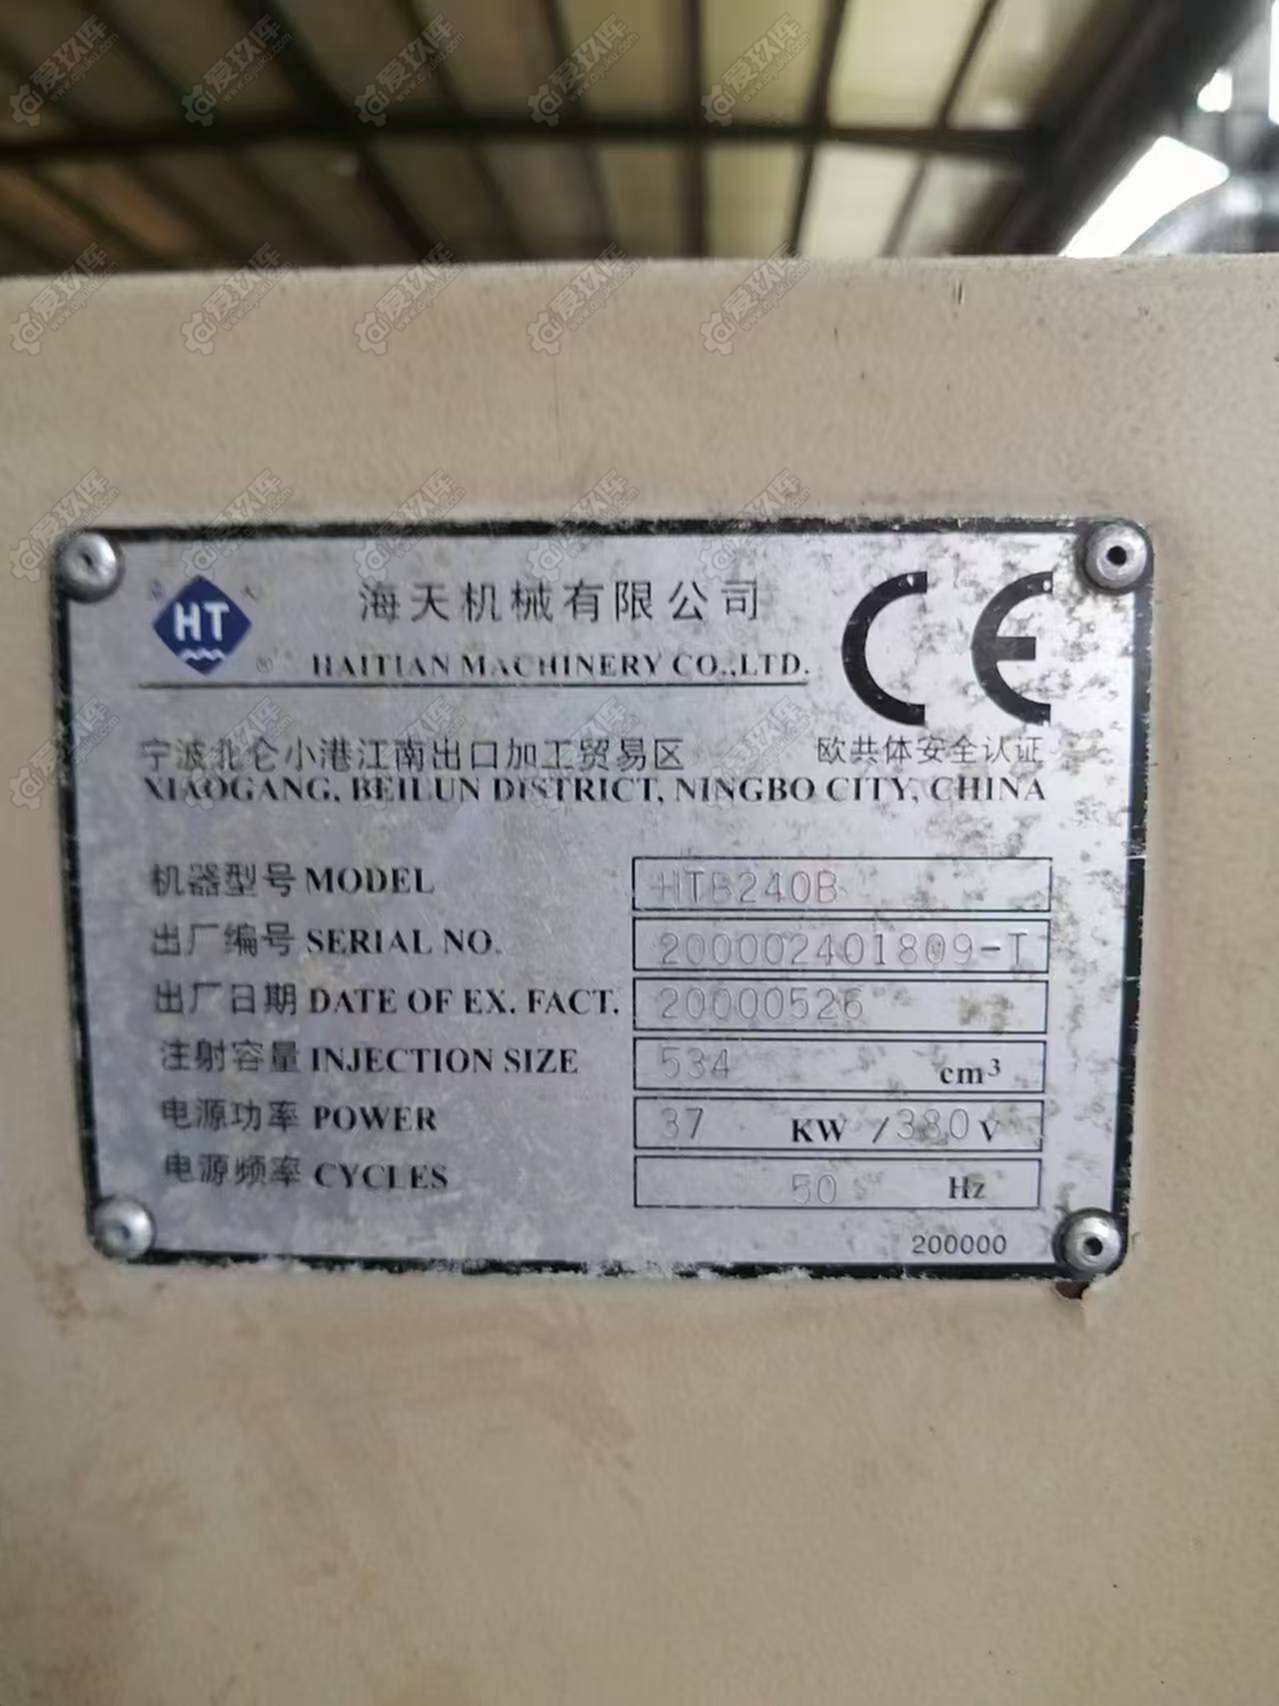 海天机械有限公司
HT
®
HAITIAN MACHINERY CO.,LTD.
CE
宁波北仑小港江南出口加工贸易区
欧共体安全认证
XIAOGANG, BEILUN DISTRICT, NINGBO CITY, CHINA
机器型号 MODEL HTB240B
出厂编号 SERIAL NO. 200002401809-T
出厂日期 DATE OF EX. FACT. 20000526
注射容量 INJECTION SIZE 534 cm³
电源功率 POWER 37 KW /380 V
电源频率 CYCLES 50 Hz
200000